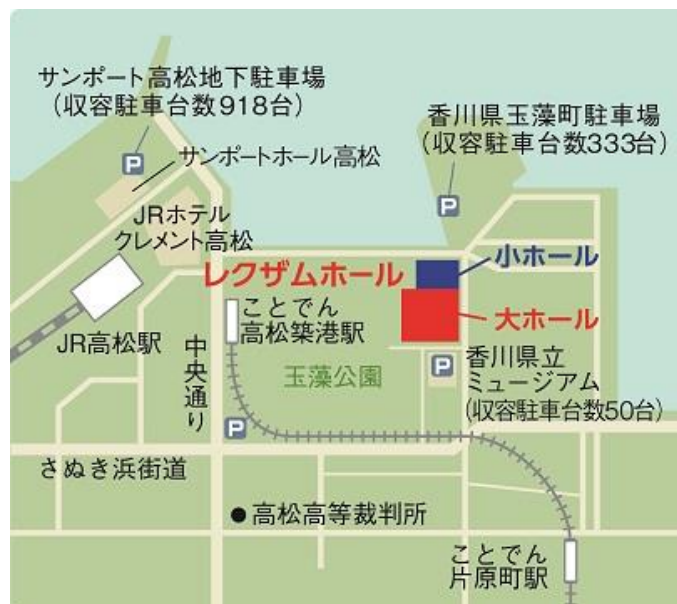 サンポート高松地下駐車場
(収容駐車台数918台)
香川県玉藻町駐車場
(収容駐車台数333台)
P
サンポートホール高松
P
JRホテル
クレメント高松
レクザムホール
小ホール
大ホール
ことでん
高松築港駅
JR高松駅
中央通り
玉藻公園
P
香川県立
ミュージアム
(収容駐車台数50台)
P
さぬき浜街道
●高松高等裁判所
ことでん
片原町駅